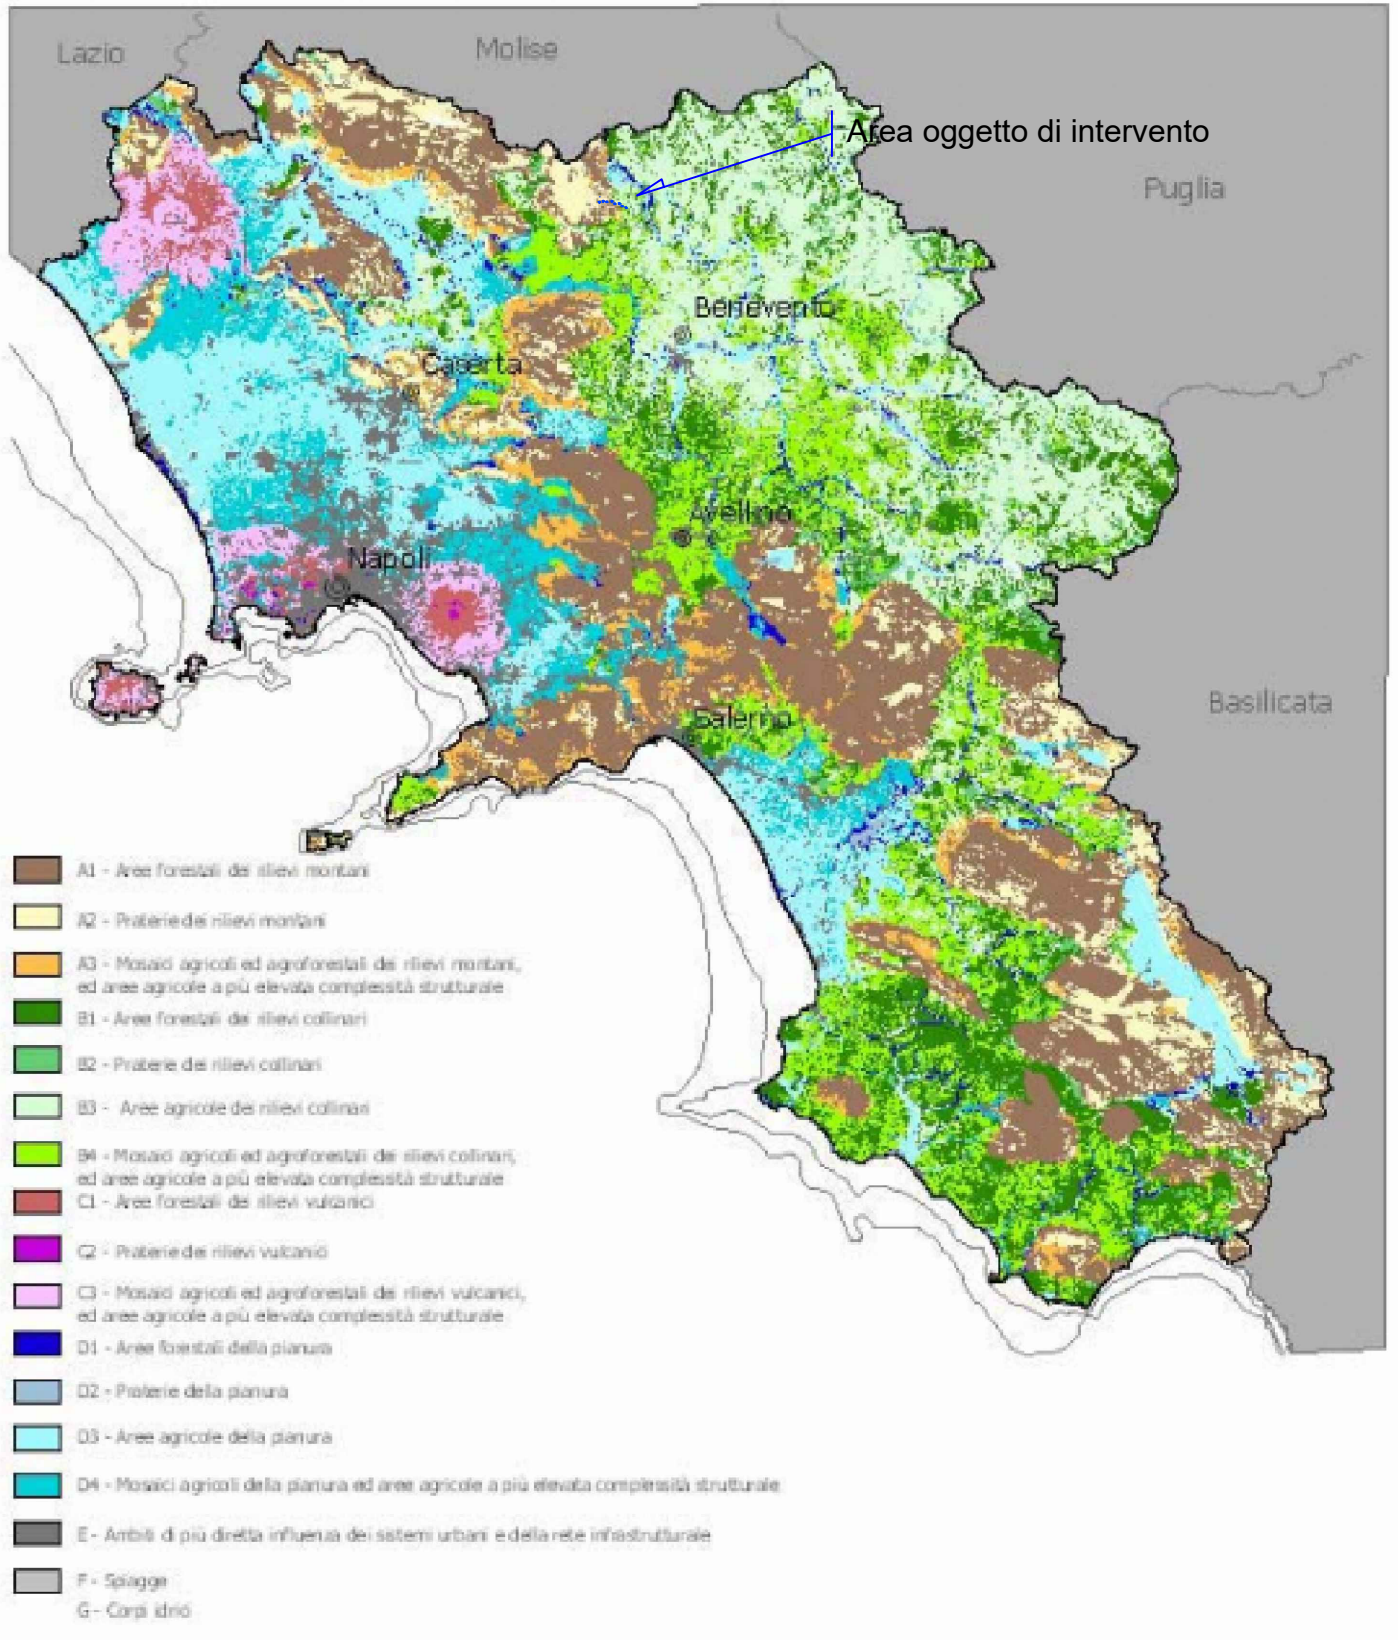 Lazio
Molise
Area oggetto di intervento
Puglia
Benevento
Caserta
Avellino
Napoli
Basilicata
Salerno
A1 - Aree forestali dei rilievi montani
A2 - Praterie dei rilievi montani
A3 - Mosaici agricoli ed agroforestali dei rilievi montani,
ed aree agricole a più elevata complessità strutturale
B1 - Aree forestali dei rilievi collinari
B2 - Praterie dei rilievi collinari
B3 - Aree agricole dei rilievi collinari
B4 - Mosaici agricoli ed agroforestali dei rilievi collinari,
ed aree agricole a più elevata complessità strutturale
C1 - Aree forestali dei rilievi vulcanici
C2 - Praterie dei rilievi vulcanici
C3 - Mosaici agricoli ed agroforestali dei rilievi vulcanici,
ed aree agricole a più elevata complessità strutturale
D1 - Aree forestali della pianura
D2 - Praterie della pianura
D3 - Aree agricole della pianura
D4 - Mosaici agricoli della pianura ed aree agricole a più elevata complessità strutturale
E - Ambiti di più diretta influenza dei sistemi urbani e della rete infrastrutturale
F - Spiagge
G - Corpi idrici